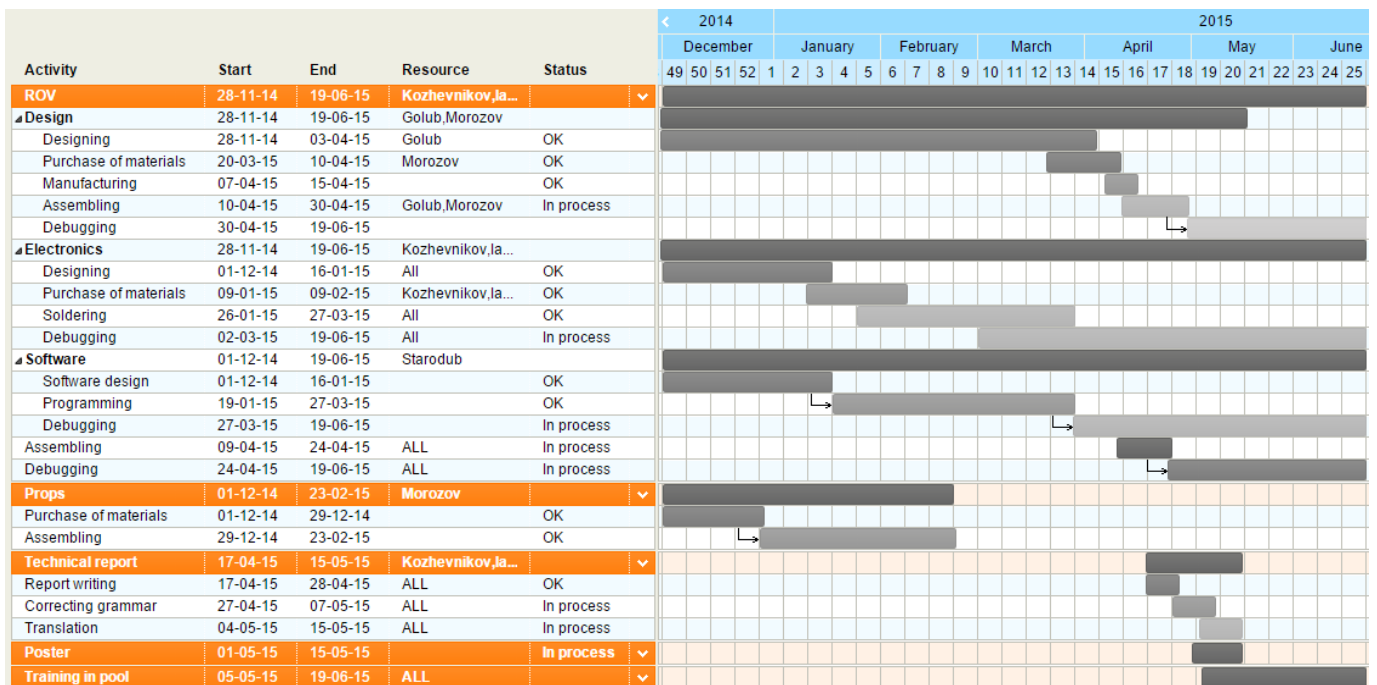 2014 2015
December January February March April May June
Activity Start End Resource Status 49 50 51 52 1 2 3 4 5 6 7 8 9 10 11 12 13 14 15 16 17 18 19 20 21 22 23 24 25
ROV 28-11-14 19-06-15 Kozhevnikov,la...
Design 28-11-14 19-06-15 Golub,Morozov
Designing 28-11-14 03-04-15 Golub OK
Purchase of materials 20-03-15 10-04-15 Morozov OK
Manufacturing 07-04-15 15-04-15 OK
Assembling 10-04-15 30-04-15 Golub,Morozov In process
Debugging 30-04-15 19-06-15
Electronics 28-11-14 19-06-15 Kozhevnikov,la...
Designing 01-12-14 16-01-15 All OK
Purchase of materials 09-01-15 09-02-15 Kozhevnikov,la... OK
Soldering 26-01-15 27-03-15 All OK
Debugging 02-03-15 19-06-15 All In process
Software 01-12-14 19-06-15 Starodub
Software design 01-12-14 16-01-15 OK
Programming 19-01-15 27-03-15 OK
Debugging 27-03-15 19-06-15 In process
Assembling 09-04-15 24-04-15 ALL In process
Debugging 24-04-15 19-06-15 ALL In process
Props 01-12-14 23-02-15 Morozov
Purchase of materials 01-12-14 29-12-14 OK
Assembling 29-12-14 23-02-15 OK
Technical report 17-04-15 15-05-15 Kozhevnikov,la...
Report writing 17-04-15 28-04-15 ALL OK
Correcting grammar 27-04-15 07-05-15 ALL In process
Translation 04-05-15 15-05-15 ALL In process
Poster 01-05-15 15-05-15 In process
Training in pool 05-05-15 19-06-15 ALL